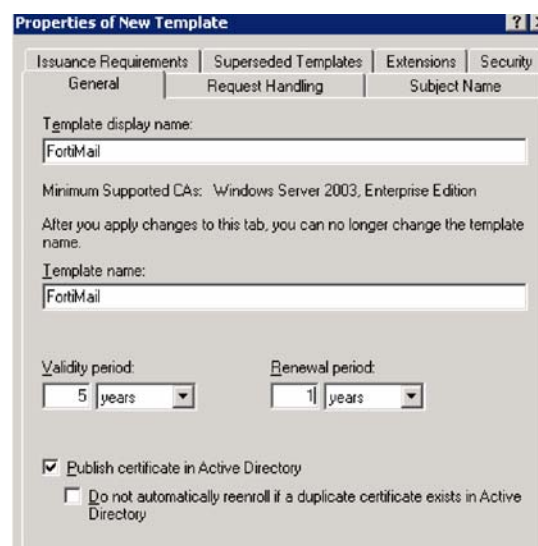 Properties of New Template
Issuance Requirements Superseded Templates Extensions Security
General Request Handling Subject Name
Template display name:
FortiMail
Minimum Supported CAs: Windows Server 2003, Enterprise Edition
After you apply changes to this tab, you can no longer change the template
name.
Template name:
FortiMail
Validity period: Renewal period:
5 years 1 years
Publish certificate in Active Directory
Do not automatically reenroll if a duplicate certificate exists in Active
Directory